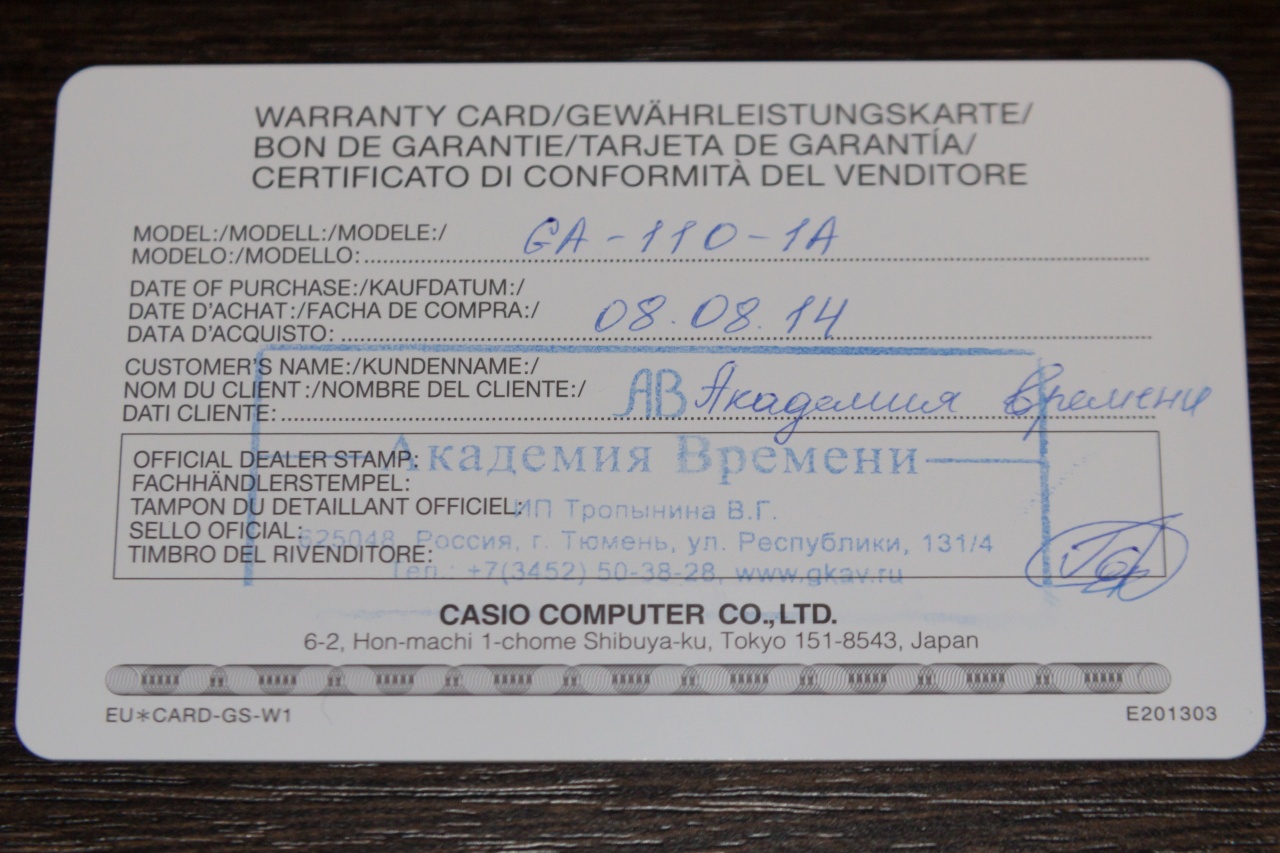 WARRANTY CARD/GEWÄHRLEISTUNGSKARTE/
BON DE GARANTIE/TARJETA DE GARANTÍA/
CERTIFICATO DI CONFORMITÀ DEL VENDITORE
MODEL:/MODELL:/MODELE:/
MODELO:/MODELLO: GA-110-1A
DATE OF PURCHASE:/KAUFDATUM:/
DATE D'ACHAT:/FACHA DE COMPRA:/
DATA D'ACQUISTO: 08.08.14
CUSTOMER'S NAME:/KUNDENNAME:/
NOM DU CLIENT:/NOMBRE DEL CLIENTE:/
DATI CLIENTE: АВ Академия времени
OFFICIAL DEALER STAMP:
FACHHÄNDLERSTEMPEL:
TAMPON DU DETAILLANT OFFICIEL:
SELLO OFICIAL:
TIMBRO DEL RIVENDITORE:
Академия Времени
ИП Тропынина В.Г.
625048, Россия, г. Тюмень, ул. Республики, 131/4
Тел.: +7(3452) 50-38-28, www.gkav.ru
CASIO COMPUTER CO.,LTD.
6-2, Hon-machi 1-chome Shibuya-ku, Tokyo 151-8543, Japan
EU*CARD-GS-W1
E201303